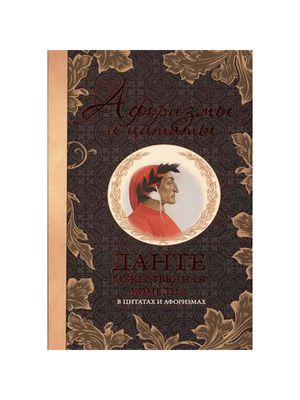 Афоризмы
и цитаты
ДАНТЕ
БОЖЕСТВЕННАЯ
КОМЕДИЯ
В ЦИТАТАХ И АФОРИЗМАХ